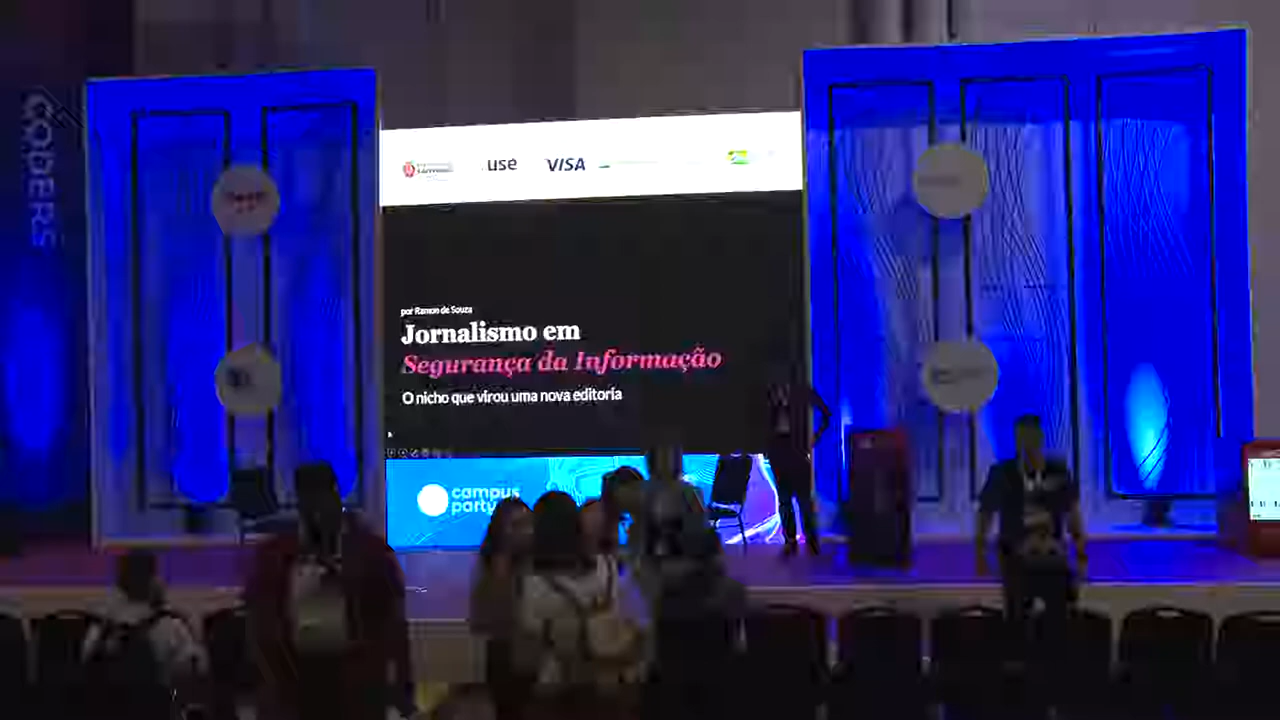 CODERS
use
VISA
por Ramon de Souza
Jornalismo em
Segurança da Informação
O nicho que virou uma nova editoria
campus
party